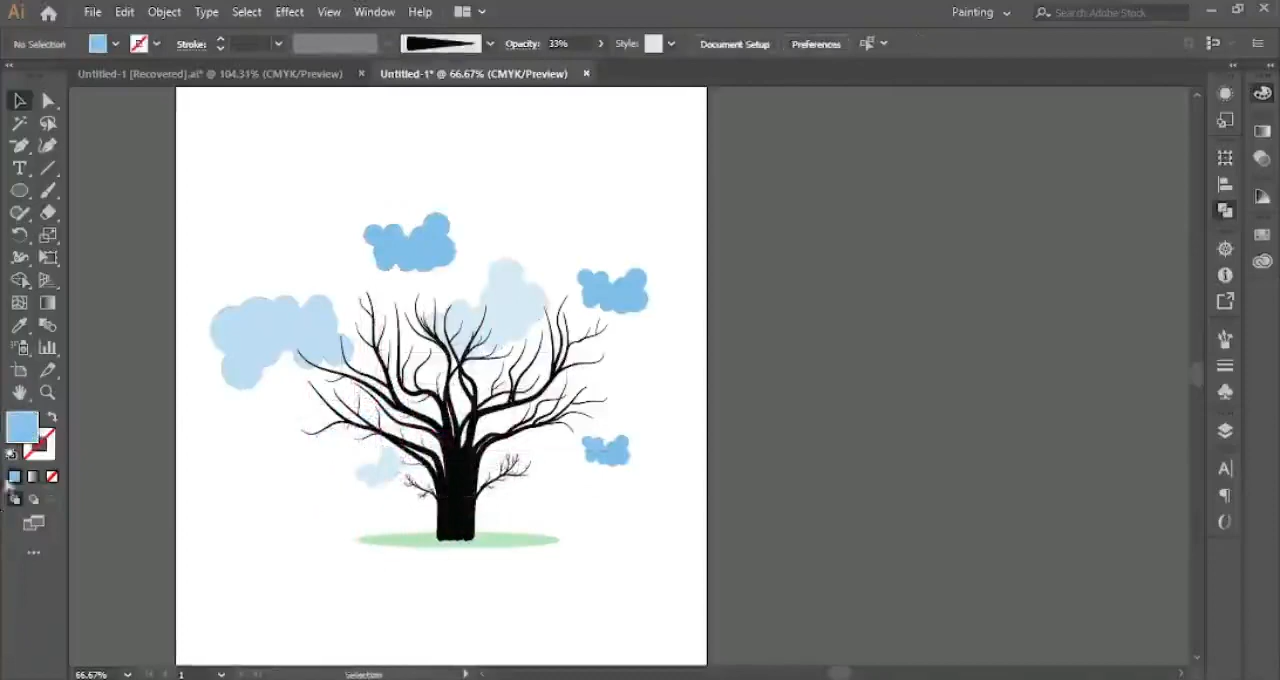 Ai File Edit Object Type Select Effect View Window Help Painting Search Adobe Stock
No Selection Stroke: Opacity: 33% Style: Document Setup Preferences
Untitled-1 [Recovered].ai* @ 104.31% (CMYK/Preview) × Untitled-1* @ 66.67% (CMYK/Preview) ×
66.67% 1 Selection